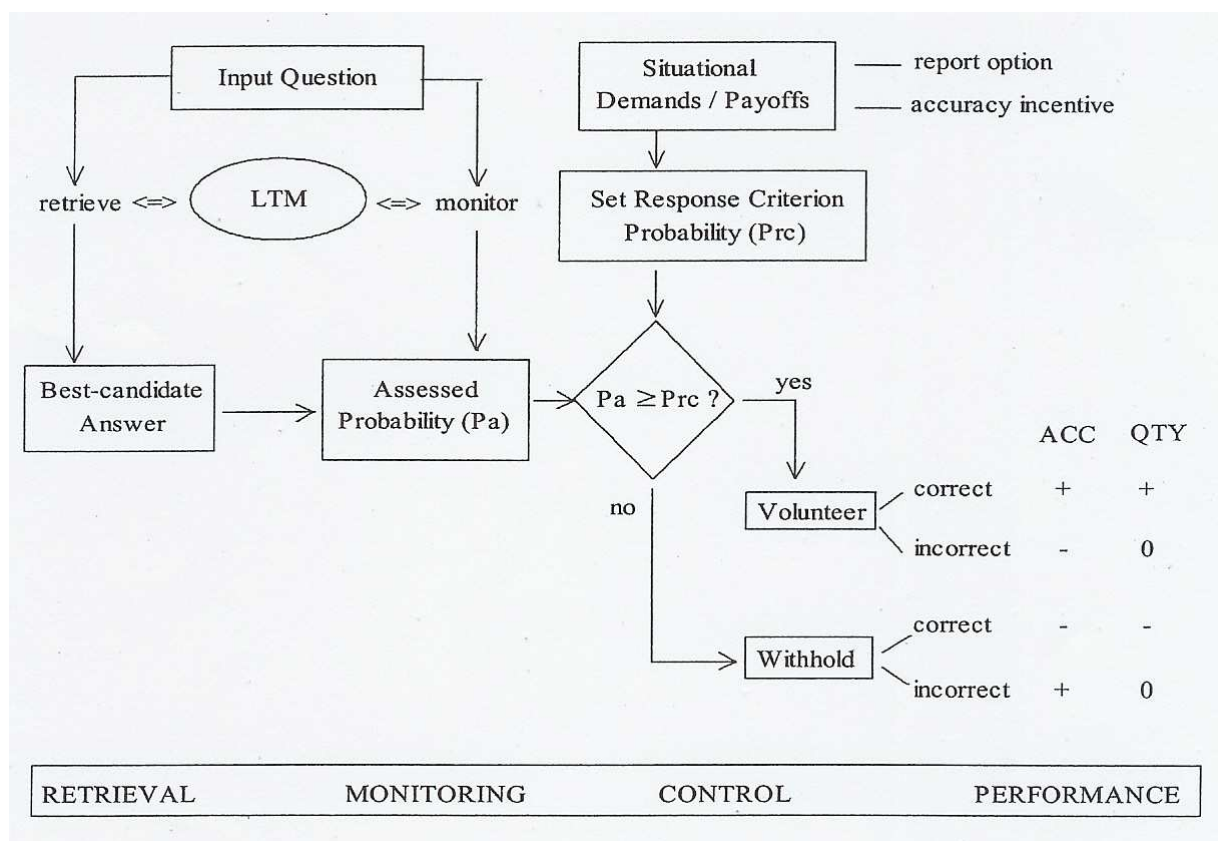 Input Question
Situational
Demands / Payoffs
report option
accuracy incentive
retrieve <=> LTM <=> monitor
Set Response Criterion
Probability (Prc)
Best-candidate
Answer
Assessed
Probability (Pa)
Pa ≥ Prc ?
yes
no
ACC QTY
Volunteer
correct + +
incorrect - 0
Withhold
correct - -
incorrect + 0
RETRIEVAL MONITORING CONTROL PERFORMANCE